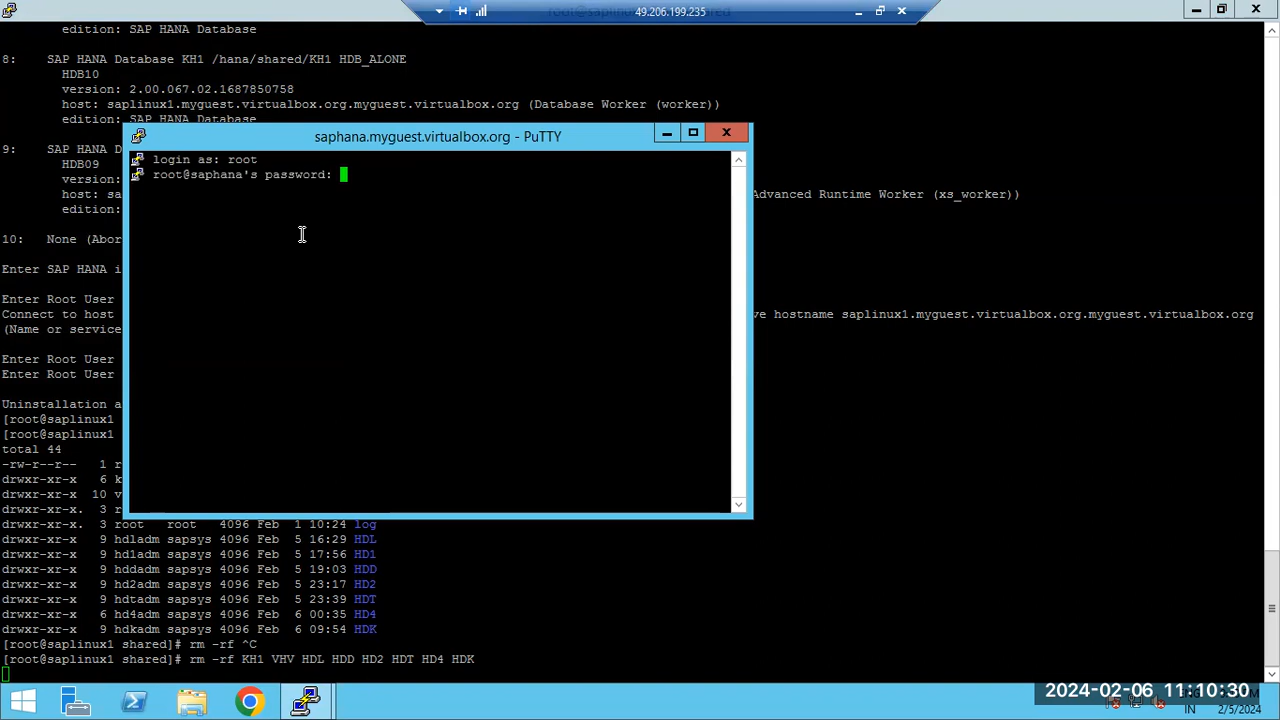 root@saplinux1:/hana/shared
49.206.199.235
edition: SAP HANA Database
8: SAP HANA Database KH1 /hana/shared/KH1 HDB_ALONE
HDB10
version: 2.00.067.02.1687850758
host: saplinux1.myguest.virtualbox.org.myguest.virtualbox.org (Database Worker (worker))
edition: SAP HANA Database
saphana.myguest.virtualbox.org - PuTTY
login as: root
root@saphana's password:
9: SAP HANA D
HDB09
version:
host: sa Advanced Runtime Worker (xs_worker))
edition:
10: None (Abor
Enter SAP HANA i
Enter Root User
Connect to host ve hostname saplinux1.myguest.virtualbox.org.myguest.virtualbox.org
(Name or service
Enter Root User
Enter Root User
Uninstallation a
[root@saplinux1
[root@saplinux1
total 44
-rw-r--r-- 1 r
drwxr-xr-x 6 k
drwxr-xr-x 10 v
drwxr-xr-x. 3 r
drwxr-xr-x. 3 root root 4096 Feb 1 10:24 log
drwxr-xr-x 9 hdladm sapsys 4096 Feb 5 16:29 HDL
drwxr-xr-x 9 hd1adm sapsys 4096 Feb 5 17:56 HD1
drwxr-xr-x 9 hddadm sapsys 4096 Feb 5 19:03 HDD
drwxr-xr-x 9 hd2adm sapsys 4096 Feb 5 23:17 HD2
drwxr-xr-x 9 hdtadm sapsys 4096 Feb 5 23:39 HDT
drwxr-xr-x 6 hd4adm sapsys 4096 Feb 6 00:35 HD4
drwxr-xr-x 9 hdkadm sapsys 4096 Feb 6 09:54 HDK
[root@saplinux1 shared]# rm -rf ^C
[root@saplinux1 shared]# rm -rf KH1 VHV HDL HDD HD2 HDT HD4 HDK
2024-02-06 11:10:30
IN 2/5/2024